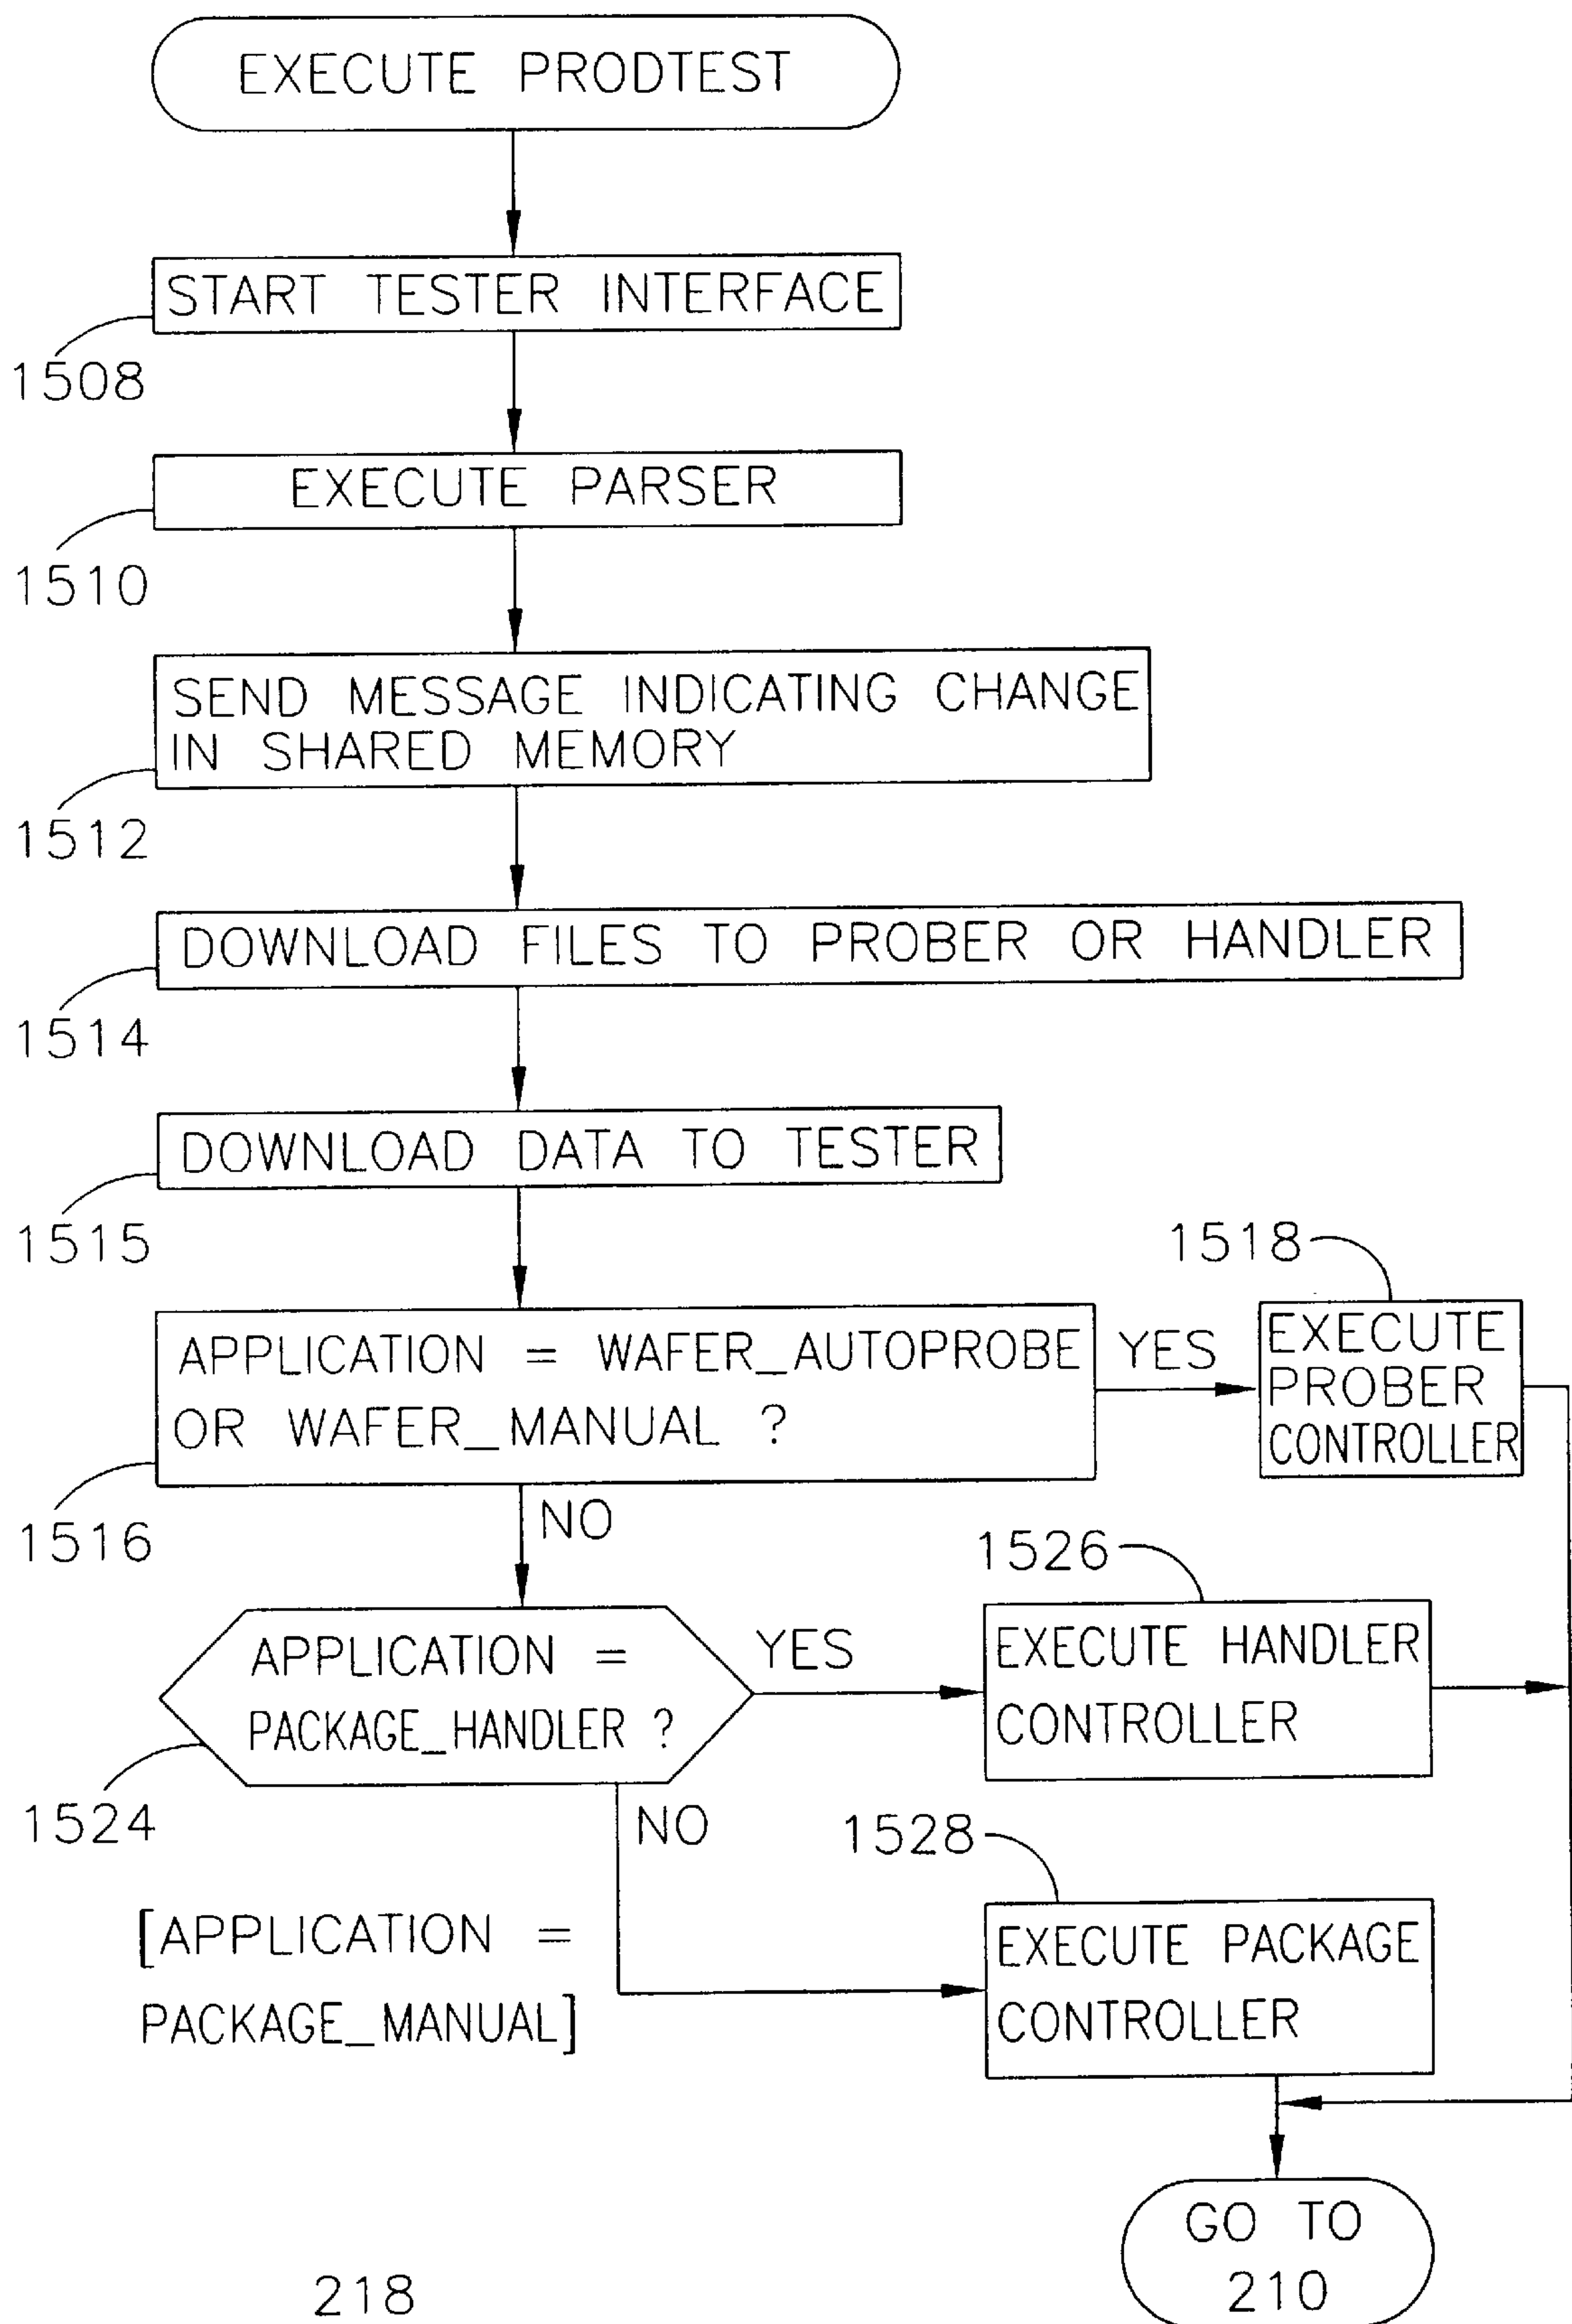 EXECUTE PRODTEST
START TESTER INTERFACE
1508
EXECUTE PARSER
1510
SEND MESSAGE INDICATING CHANGE
IN SHARED MEMORY
1512
DOWNLOAD FILES TO PROBER OR HANDLER
1514
DOWNLOAD DATA TO TESTER
1515
1518
APPLICATION = WAFER_AUTOPROBE
OR WAFER_MANUAL ?
YES
EXECUTE
PROBER
CONTROLLER
1516
NO
1526
APPLICATION =
PACKAGE_HANDLER ?
YES
EXECUTE HANDLER
CONTROLLER
1524
NO
1528
[APPLICATION =
PACKAGE_MANUAL]
EXECUTE PACKAGE
CONTROLLER
GO TO
210
218